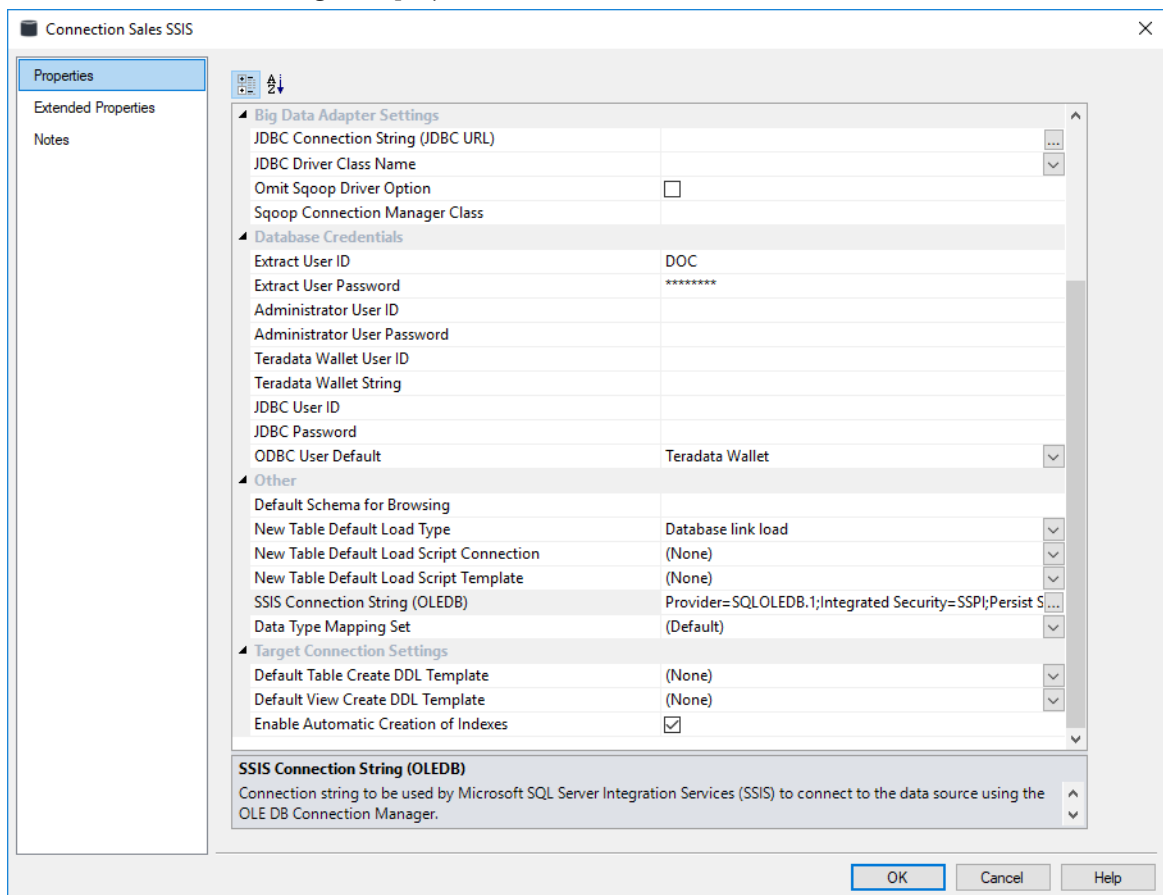 Connection Sales SSIS
Properties
Extended Properties
Notes
Big Data Adapter Settings
JDBC Connection String (JDBC URL) ...
JDBC Driver Class Name
Omit Sqoop Driver Option
Sqoop Connection Manager Class
Database Credentials
Extract User ID DOC
Extract User Password ********
Administrator User ID
Administrator User Password
Teradata Wallet User ID
Teradata Wallet String
JDBC User ID
JDBC Password
ODBC User Default Teradata Wallet
Other
Default Schema for Browsing
New Table Default Load Type Database link load
New Table Default Load Script Connection (None)
New Table Default Load Script Template (None)
SSIS Connection String (OLEDB) Provider=SQLOLEDB.1;Integrated Security=SSPI;Persist S ...
Data Type Mapping Set (Default)
Target Connection Settings
Default Table Create DDL Template (None)
Default View Create DDL Template (None)
Enable Automatic Creation of Indexes
SSIS Connection String (OLEDB)
Connection string to be used by Microsoft SQL Server Integration Services (SSIS) to connect to the data source using the
OLE DB Connection Manager.
OK Cancel Help